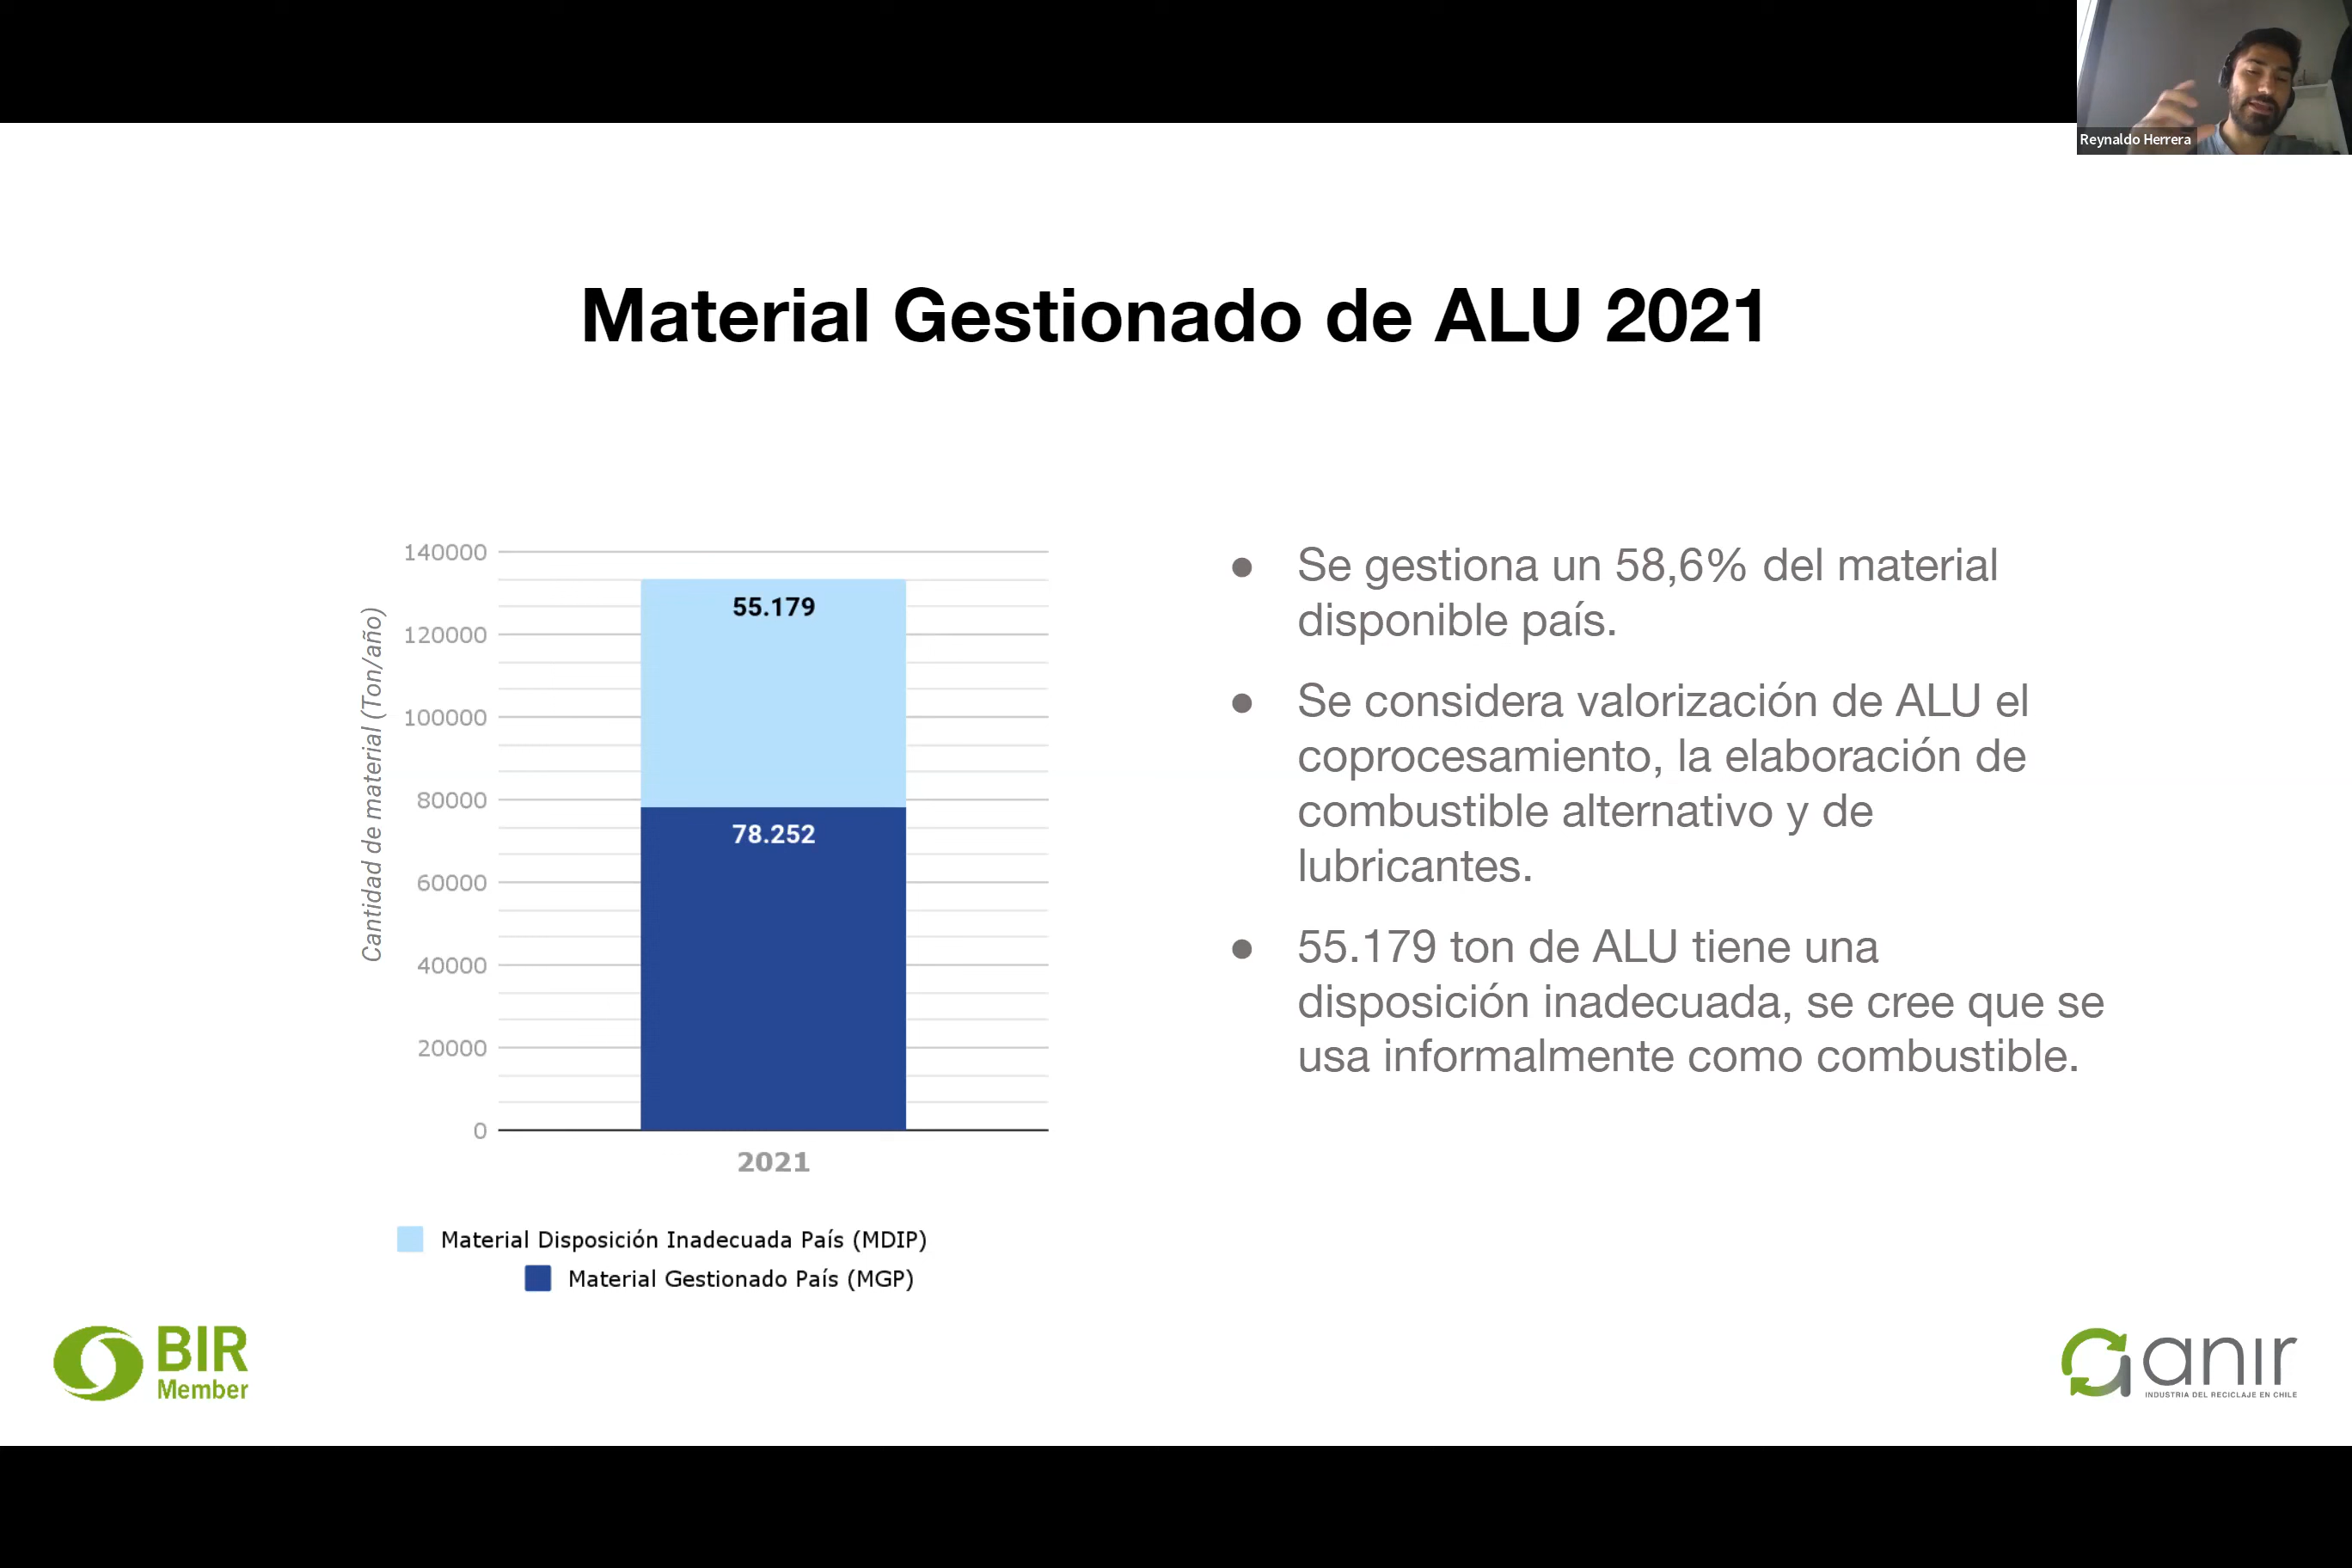 Reynaldo Herrera
Material Gestionado de ALU 2021
Cantidad de material (Ton/año)
140000
120000
100000
80000
60000
40000
20000
0
55.179
78.252
2021
Material Disposición Inadecuada País (MDIP)
Material Gestionado País (MGP)
● Se gestiona un 58,6% del material
disponible país.
● Se considera valorización de ALU el
coprocesamiento, la elaboración de
combustible alternativo y de
lubricantes.
● 55.179 ton de ALU tiene una
disposición inadecuada, se cree que se
usa informalmente como combustible.
BIR
Member
anır
INDUSTRIA DEL RECICLAJE EN CHILE